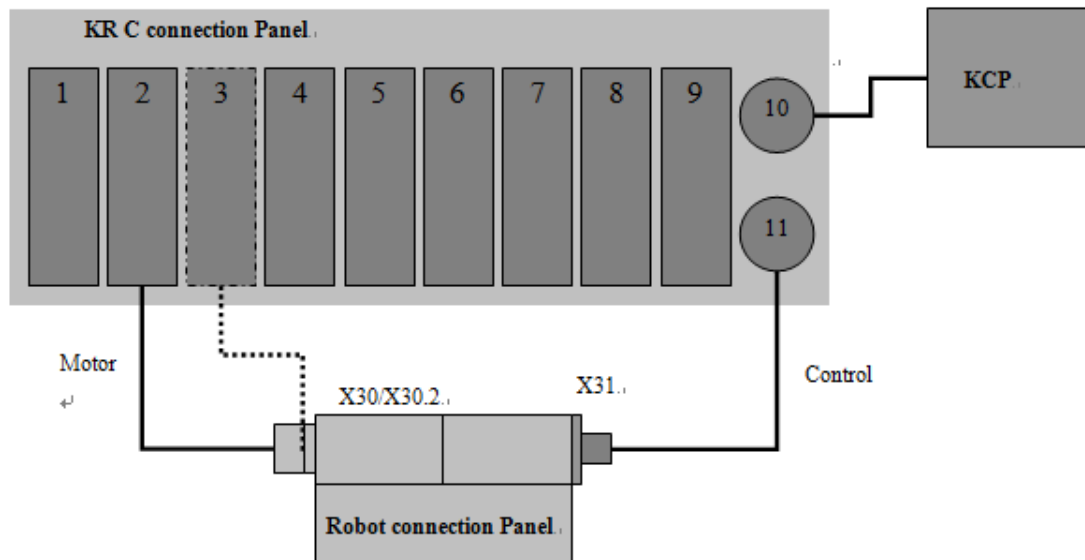 KR C connection Panel
1 2 3 4 5 6 7 8 9
10
KCP
11
Motor
Control
X30/X30.2
X31
Robot connection Panel